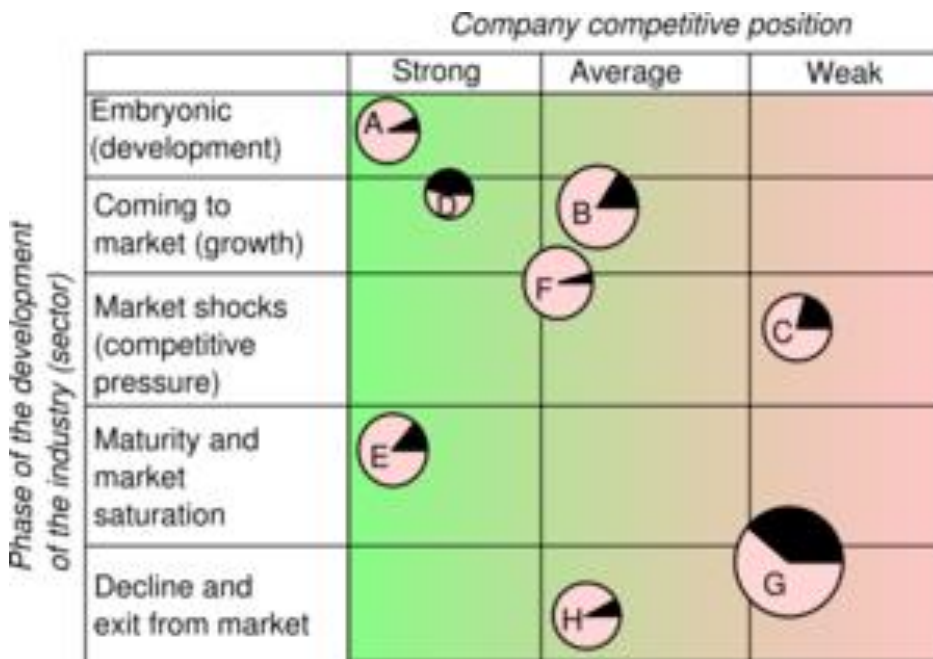 Company competitive position
Strong Average Weak
Phase of the development
of the industry (sector)
Embryonic
(development)
A
Coming to
market (growth)
D
B
Market shocks
(competitive
pressure)
F
C
Maturity and
market
saturation
E
Decline and
exit from market
G
H